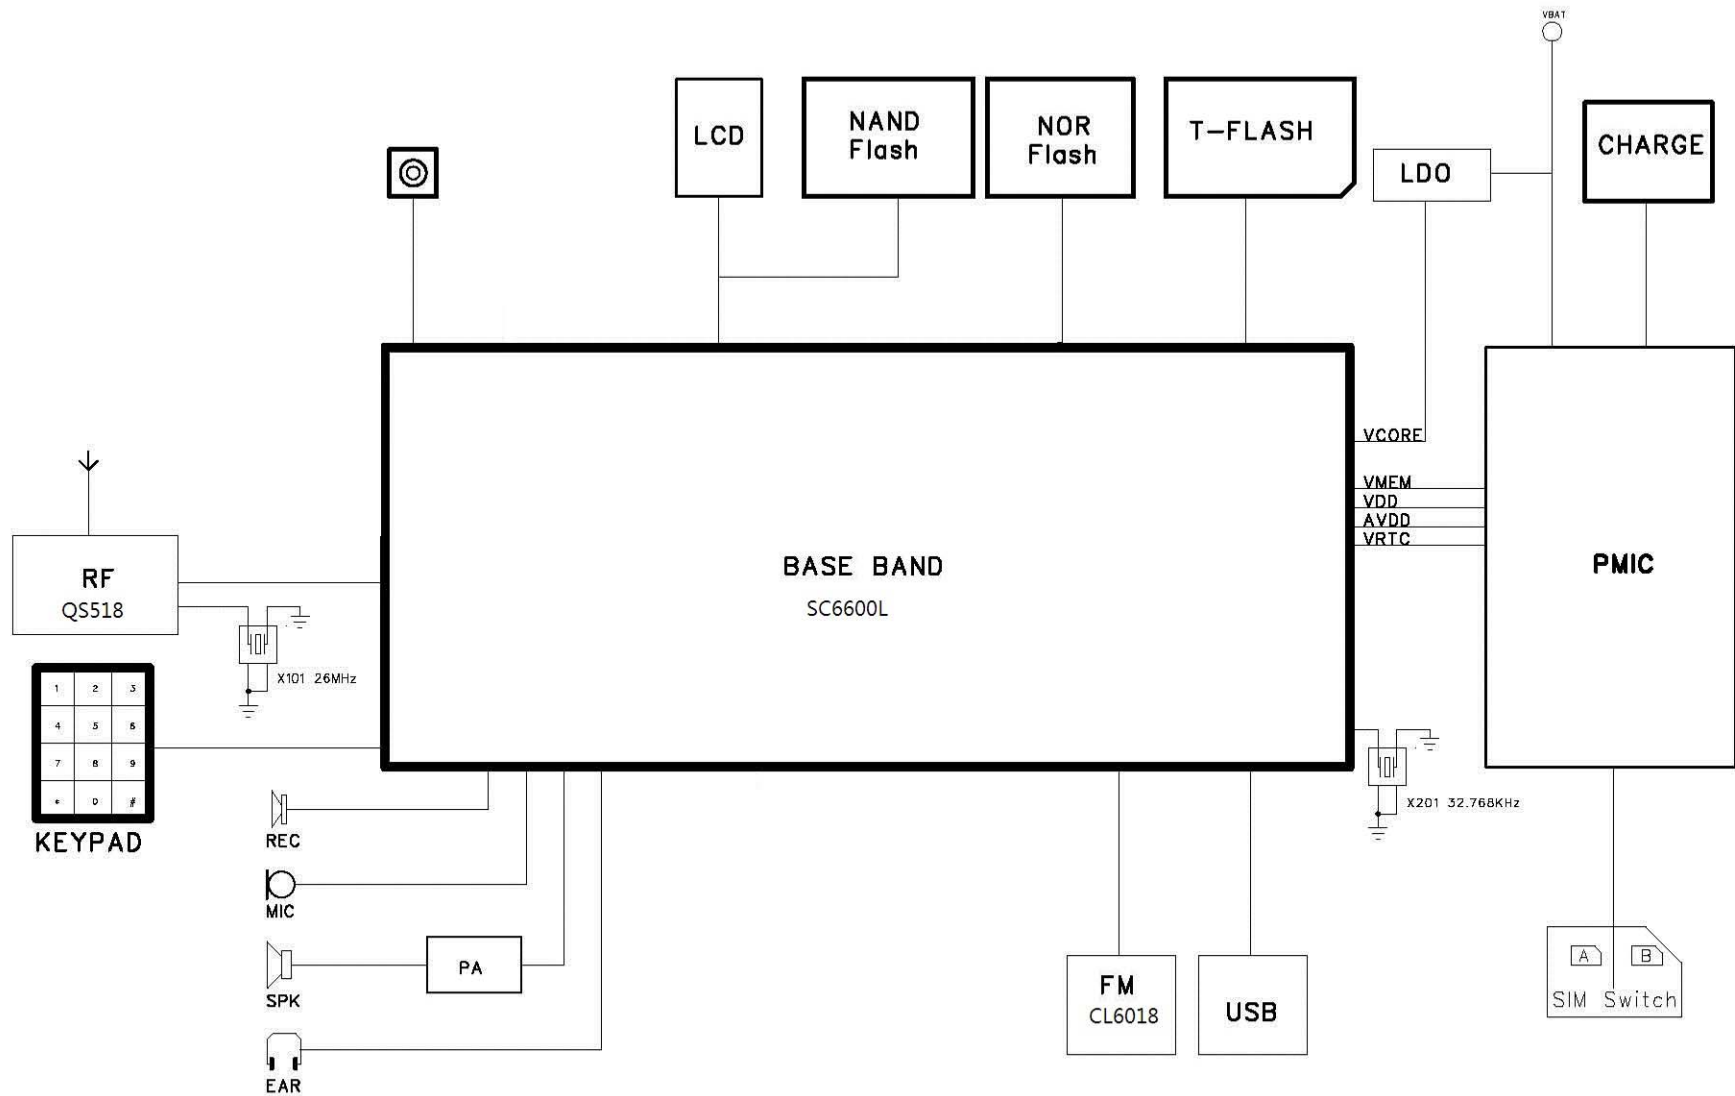 VBAT
LCD
NAND
Flash
NOR
Flash
T-FLASH
LDO
CHARGE
VCORE
VMEM
VDD
AVDD
VRTC
BASE BAND
SC6600L
PMIC
RF
QS518
X101 26MHz
1 2 3
4 5 6
7 8 9
* 0 #
KEYPAD
X201 32.768KHz
REC
MIC
SPK
PA
EAR
FM
CL6018
USB
A B
SIM Switch